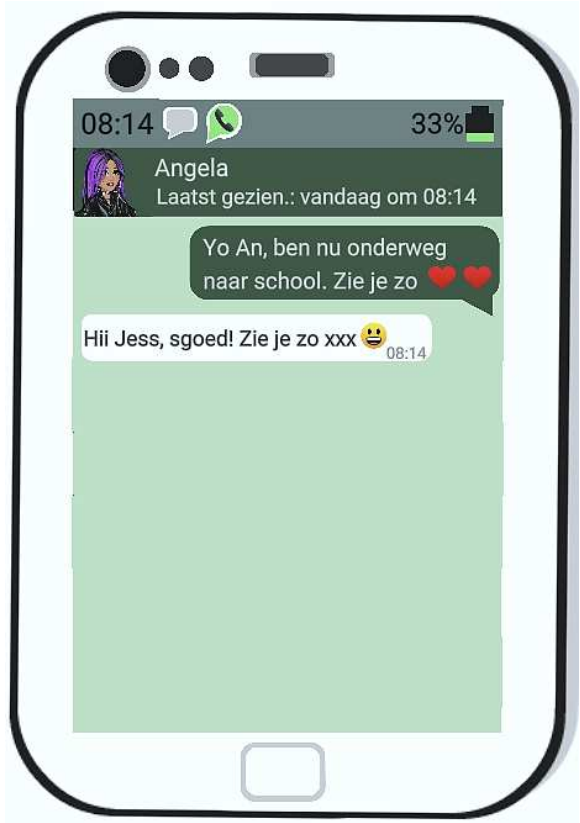 08:14 33%
Angela
Laatst gezien.: vandaag om 08:14
Yo An, ben nu onderweg
naar school. Zie je zo ❤️ ❤️
Hii Jess, sgoed! Zie je zo xxx 😃
08:14